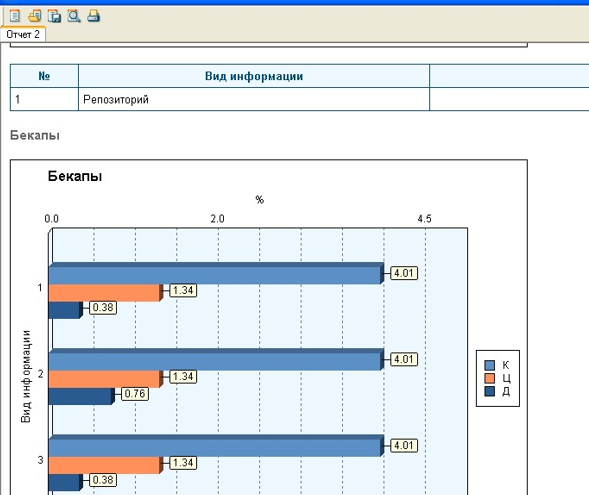 Отчет 2
№ Вид информации
1 Репозиторий
Бекапы
Бекапы
%
0.0 2.0 4.5
1
4.01
1.34
0.38
2
4.01
1.34
0.76
3
4.01
1.34
0.38
Вид информации
К
Ц
Д